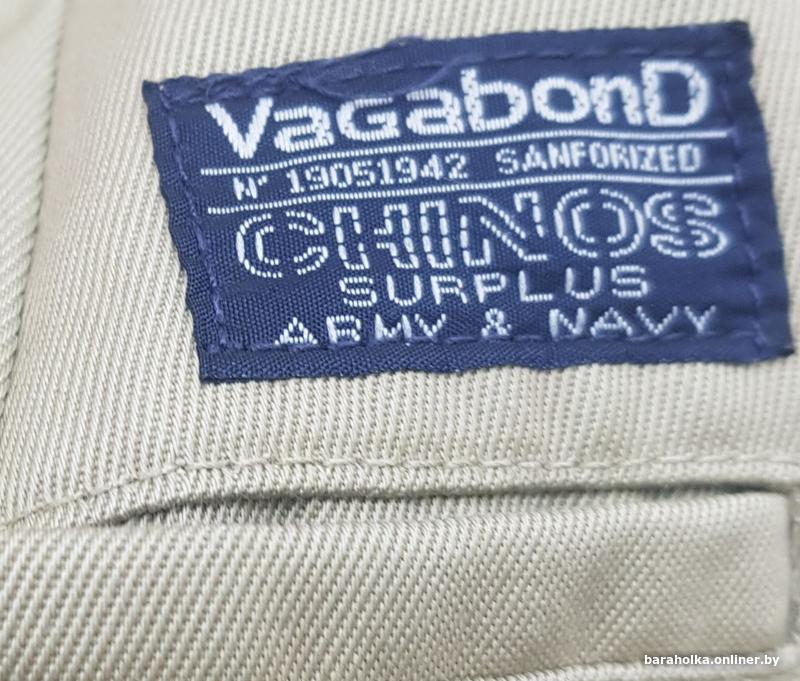 VagabonD
Nº 19051942 SANFORIZED
CHINOS
SURPLUS
ARMY & NAVY
baraholka.onliner.by